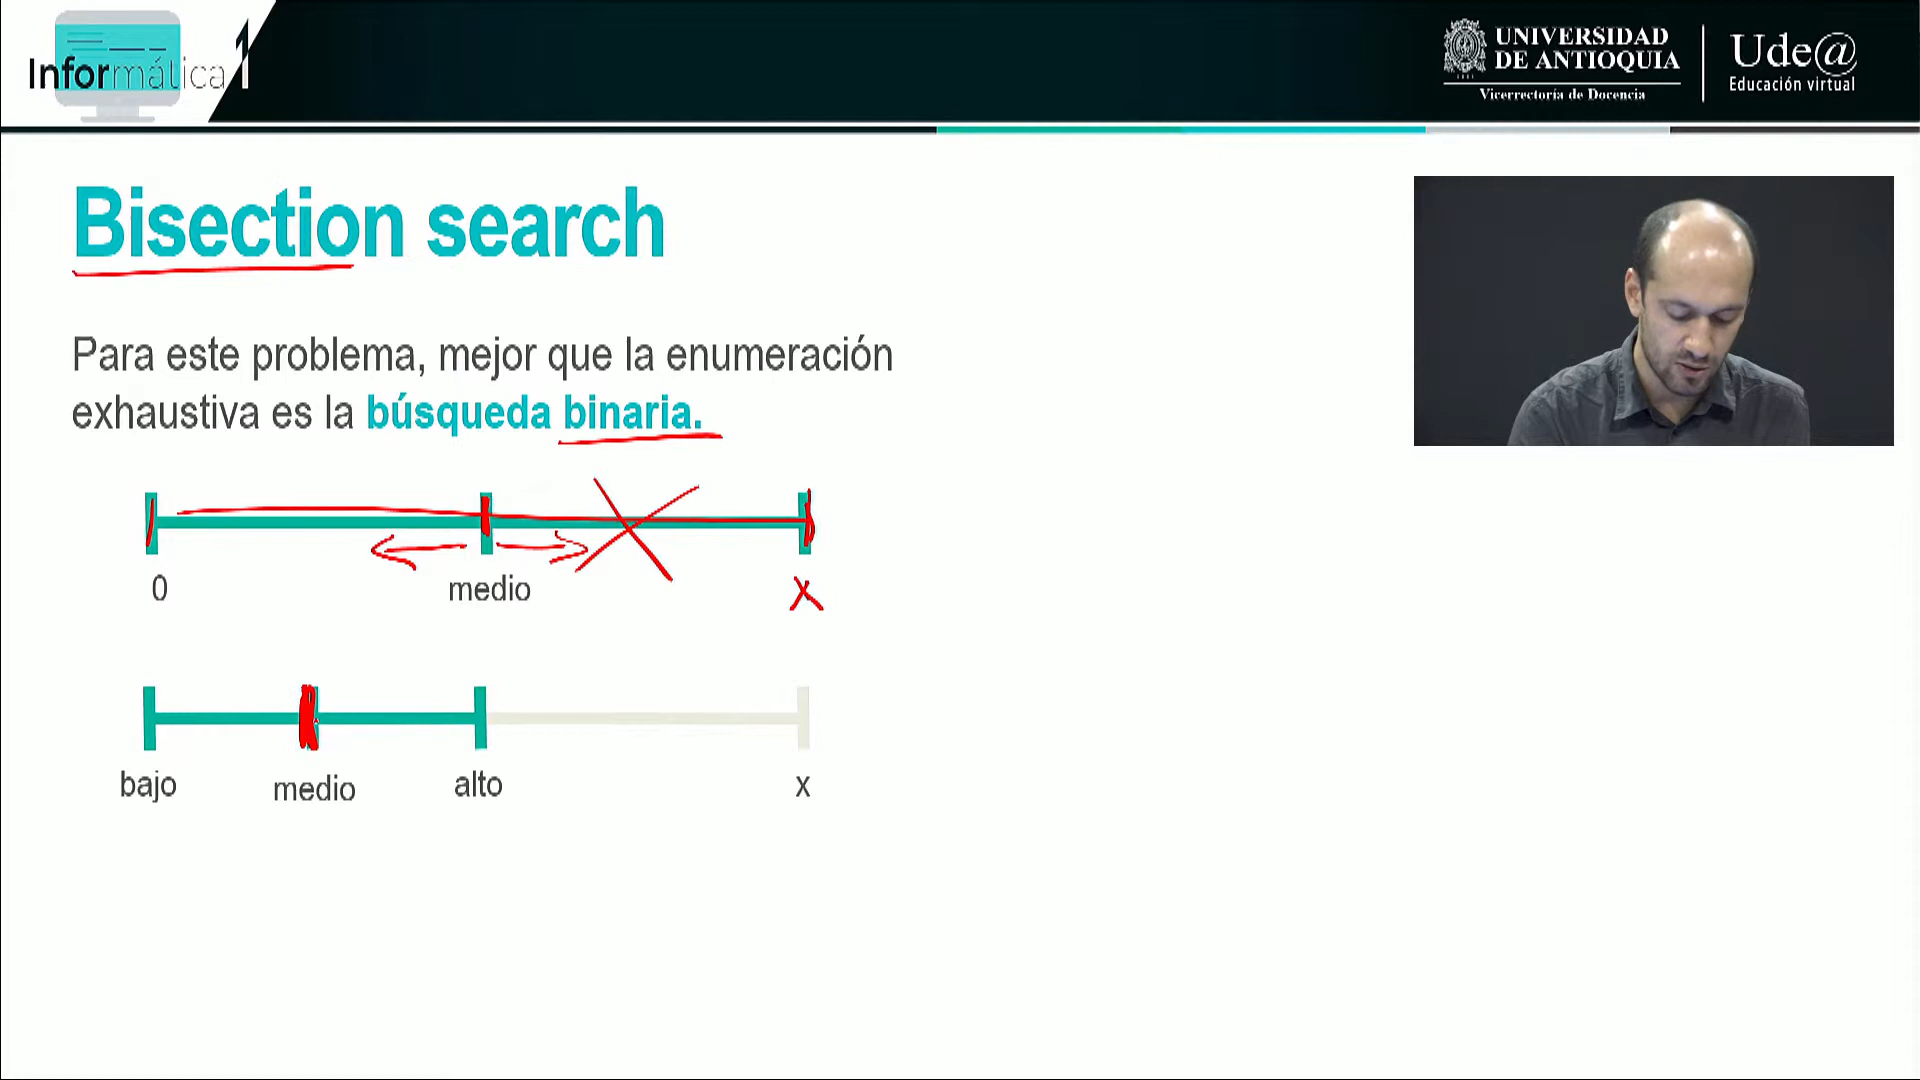 Informática 1
UNIVERSIDAD
DE ANTIOQUIA
Vicerrectoría de Docencia
Ude@
Educación virtual
Bisection search
Para este problema, mejor que la enumeración
exhaustiva es la búsqueda binaria.
0 medio x
bajo medio alto x